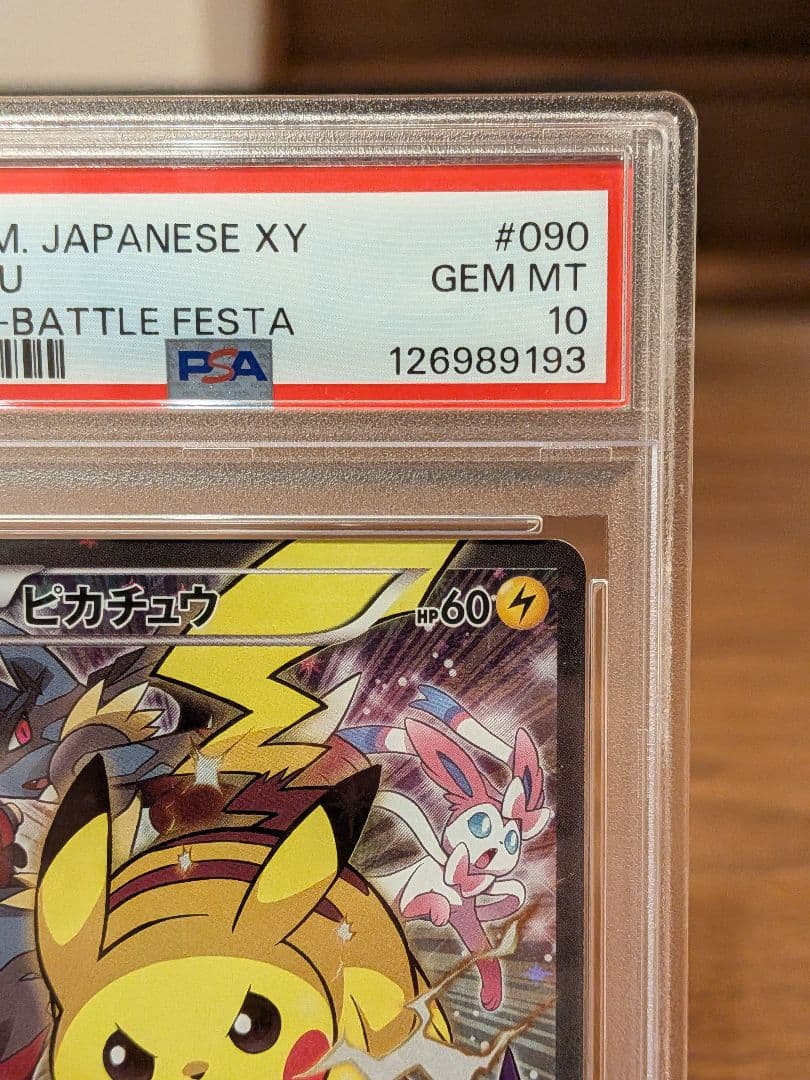 M. JAPANESE XY #090
U GEM MT
-BATTLE FESTA 10
PSA 126989193
ピカチュウ HP60